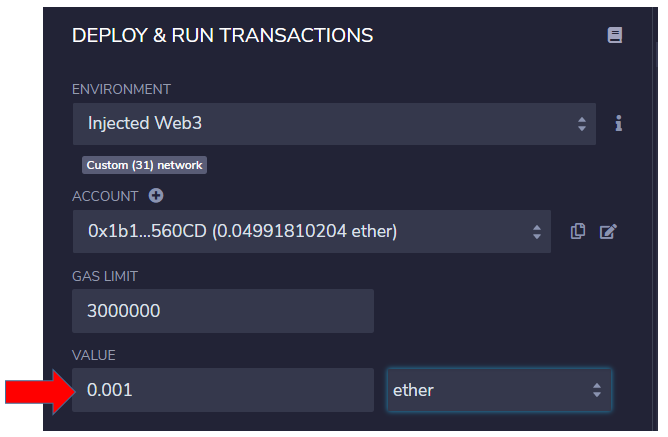 DEPLOY & RUN TRANSACTIONS
ENVIRONMENT
Injected Web3
Custom (31) network
ACCOUNT
0x1b1...560CD (0.04991810204 ether)
GAS LIMIT
3000000
VALUE
0.001 ether